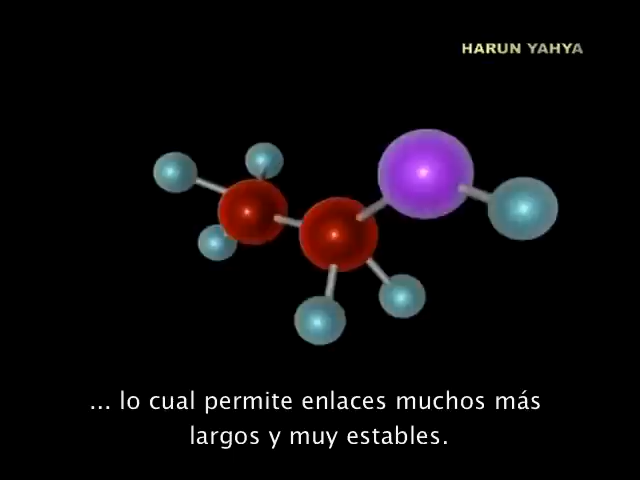 HARUN YAHYA
... lo cual permite enlaces muchos más
largos y muy estables.